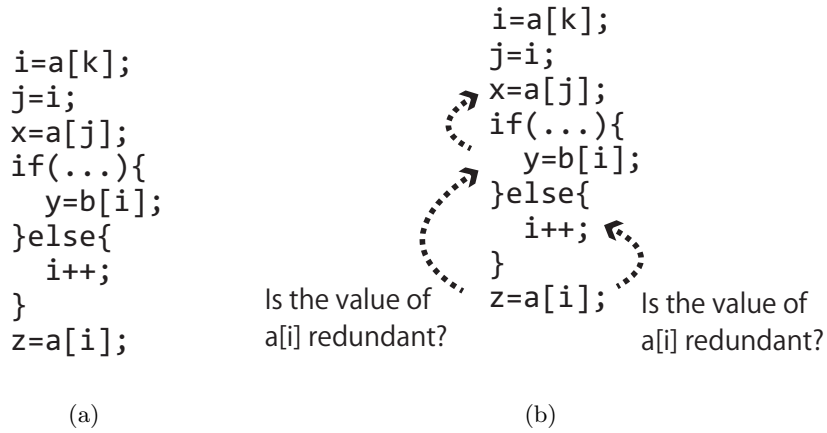 i=a[k];
j=i;
x=a[j];
if(...){
y=b[i];
}else{
i++;
}
z=a[i];
(a)
i=a[k];
j=i;
x=a[j];
if(...){
y=b[i];
}else{
i++;
}
z=a[i];
Is the value of
a[i] redundant?
Is the value of
a[i] redundant?
(b)